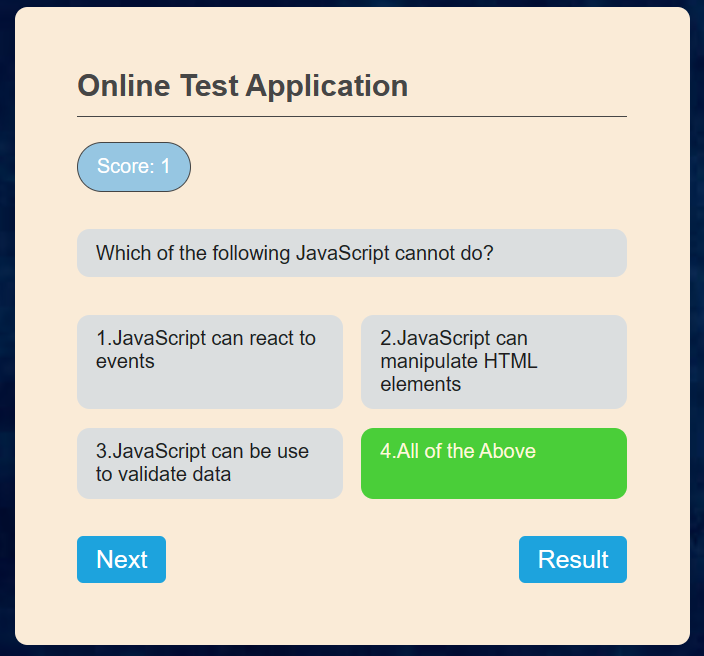 Online Test Application
Score: 1
Which of the following JavaScript cannot do?
1.JavaScript can react to
events
2.JavaScript can
manipulate HTML
elements
3.JavaScript can be use
to validate data
4.All of the Above
Next
Result